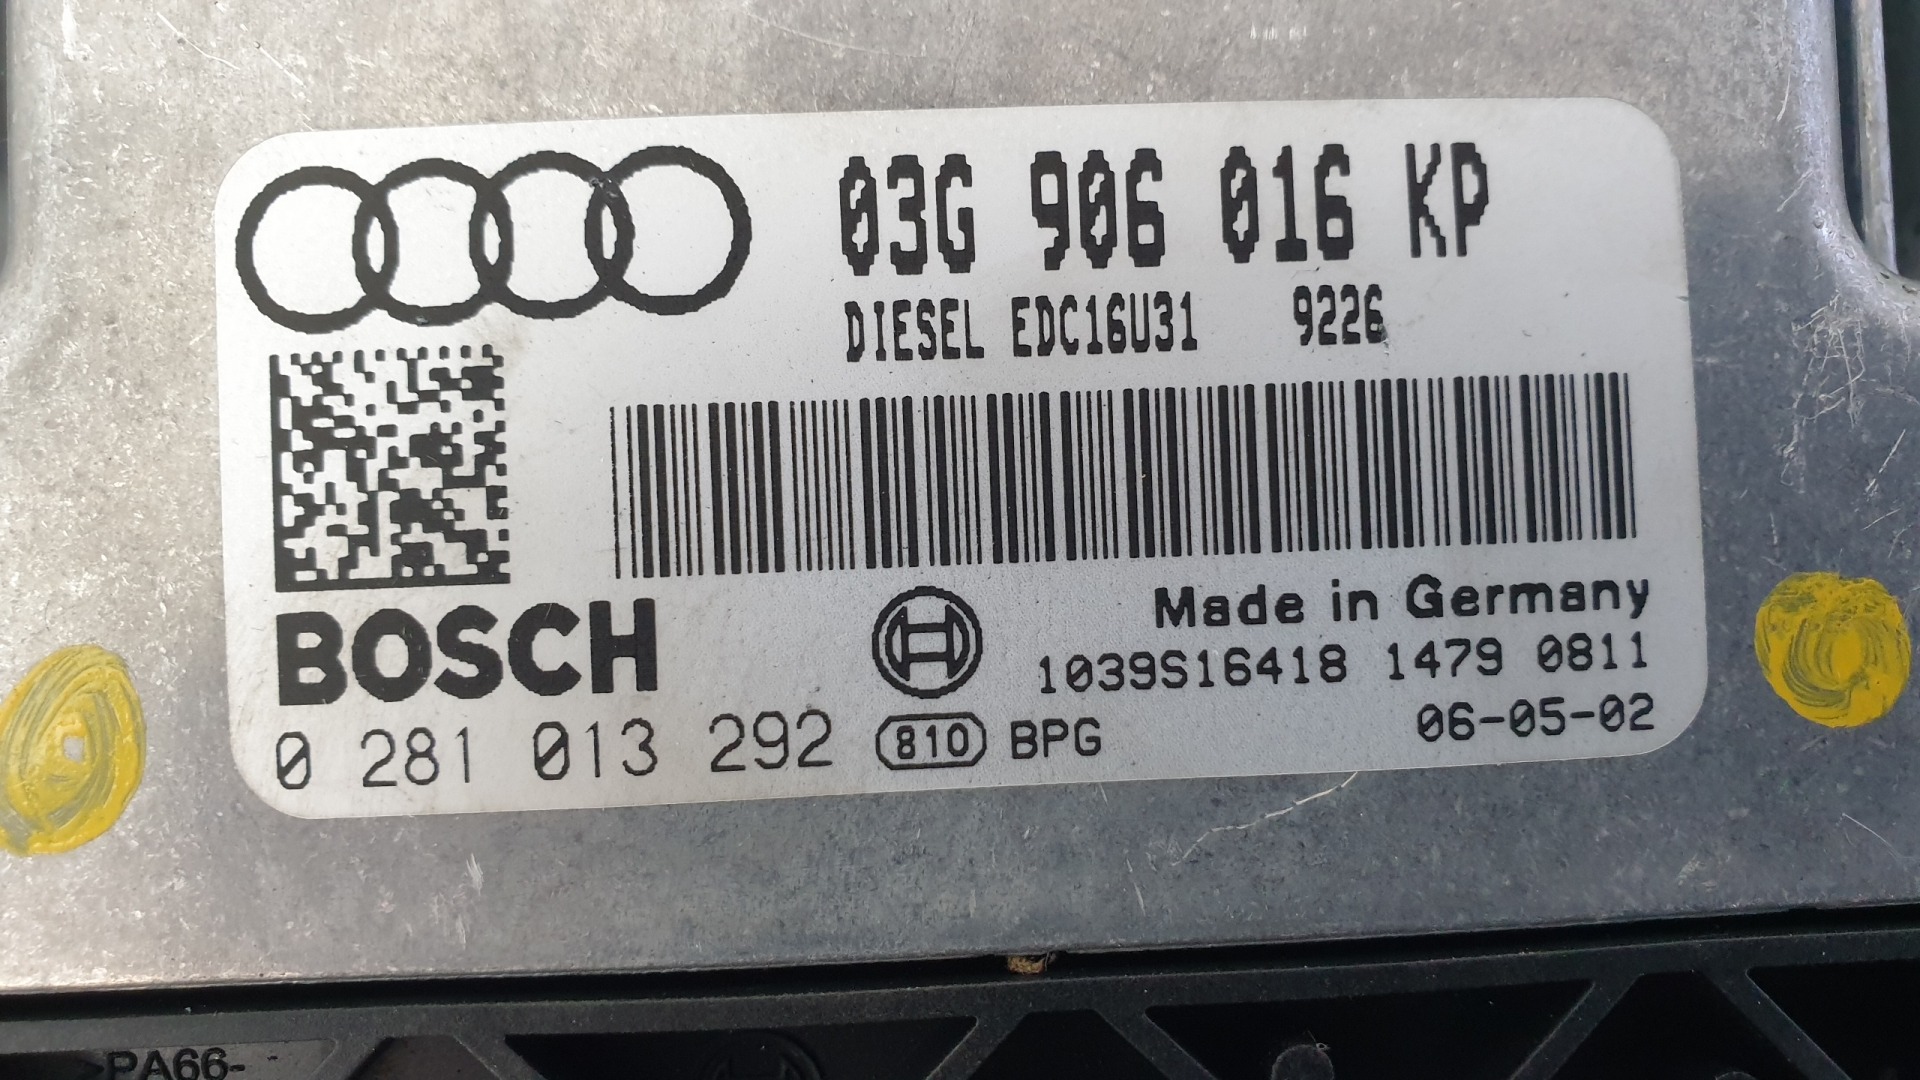 03G 906 016 KP
DIESEL EDC16U31 9226
BOSCH
Made in Germany
1039S16418 1479 0811
0 281 013 292 810 BPG 06-05-02
>PA66-